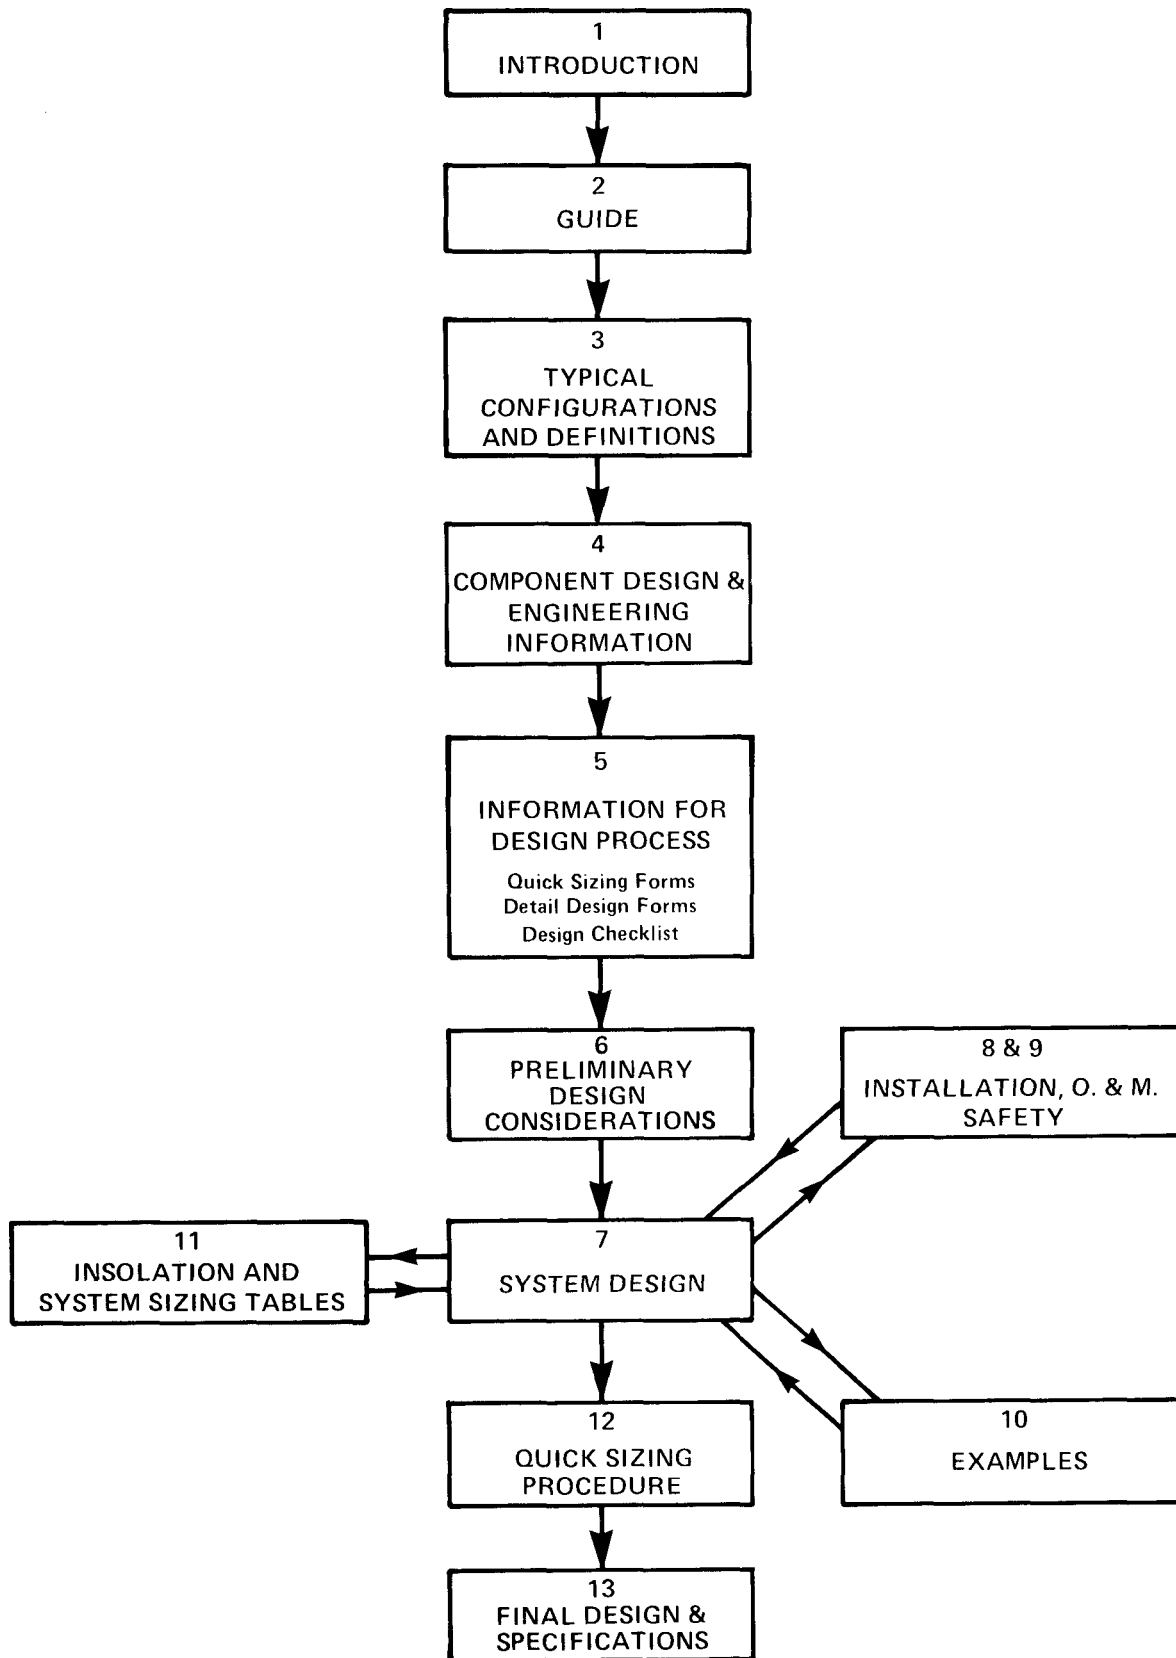 1
INTRODUCTION
2
GUIDE
3
TYPICAL
CONFIGURATIONS
AND DEFINITIONS
4
COMPONENT DESIGN &
ENGINEERING
INFORMATION
5
INFORMATION FOR
DESIGN PROCESS
Quick Sizing Forms
Detail Design Forms
Design Checklist
6
PRELIMINARY
DESIGN
CONSIDERATIONS
8 & 9
INSTALLATION, O. & M.
SAFETY
11
INSOLATION AND
SYSTEM SIZING TABLES
7
SYSTEM DESIGN
12
QUICK SIZING
PROCEDURE
10
EXAMPLES
13
FINAL DESIGN &
SPECIFICATIONS